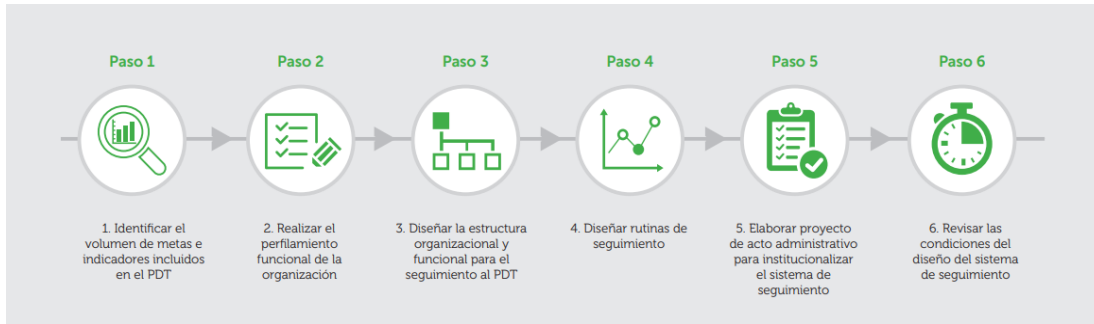 Paso 1
Paso 2
Paso 3
Paso 4
Paso 5
Paso 6
1. Identificar el
volumen de metas e
indicadores incluidos
en el PDT
2. Realizar el
perfilamiento
funcional de la
organización
3. Diseñar la estructura
organizacional y
funcional para el
seguimiento al PDT
4. Diseñar rutinas de
seguimiento
5. Elaborar proyecto
de acto administrativo
para institucionalizar
el sistema de
seguimiento
6. Revisar las
condiciones del
diseño del sistema
de seguimiento